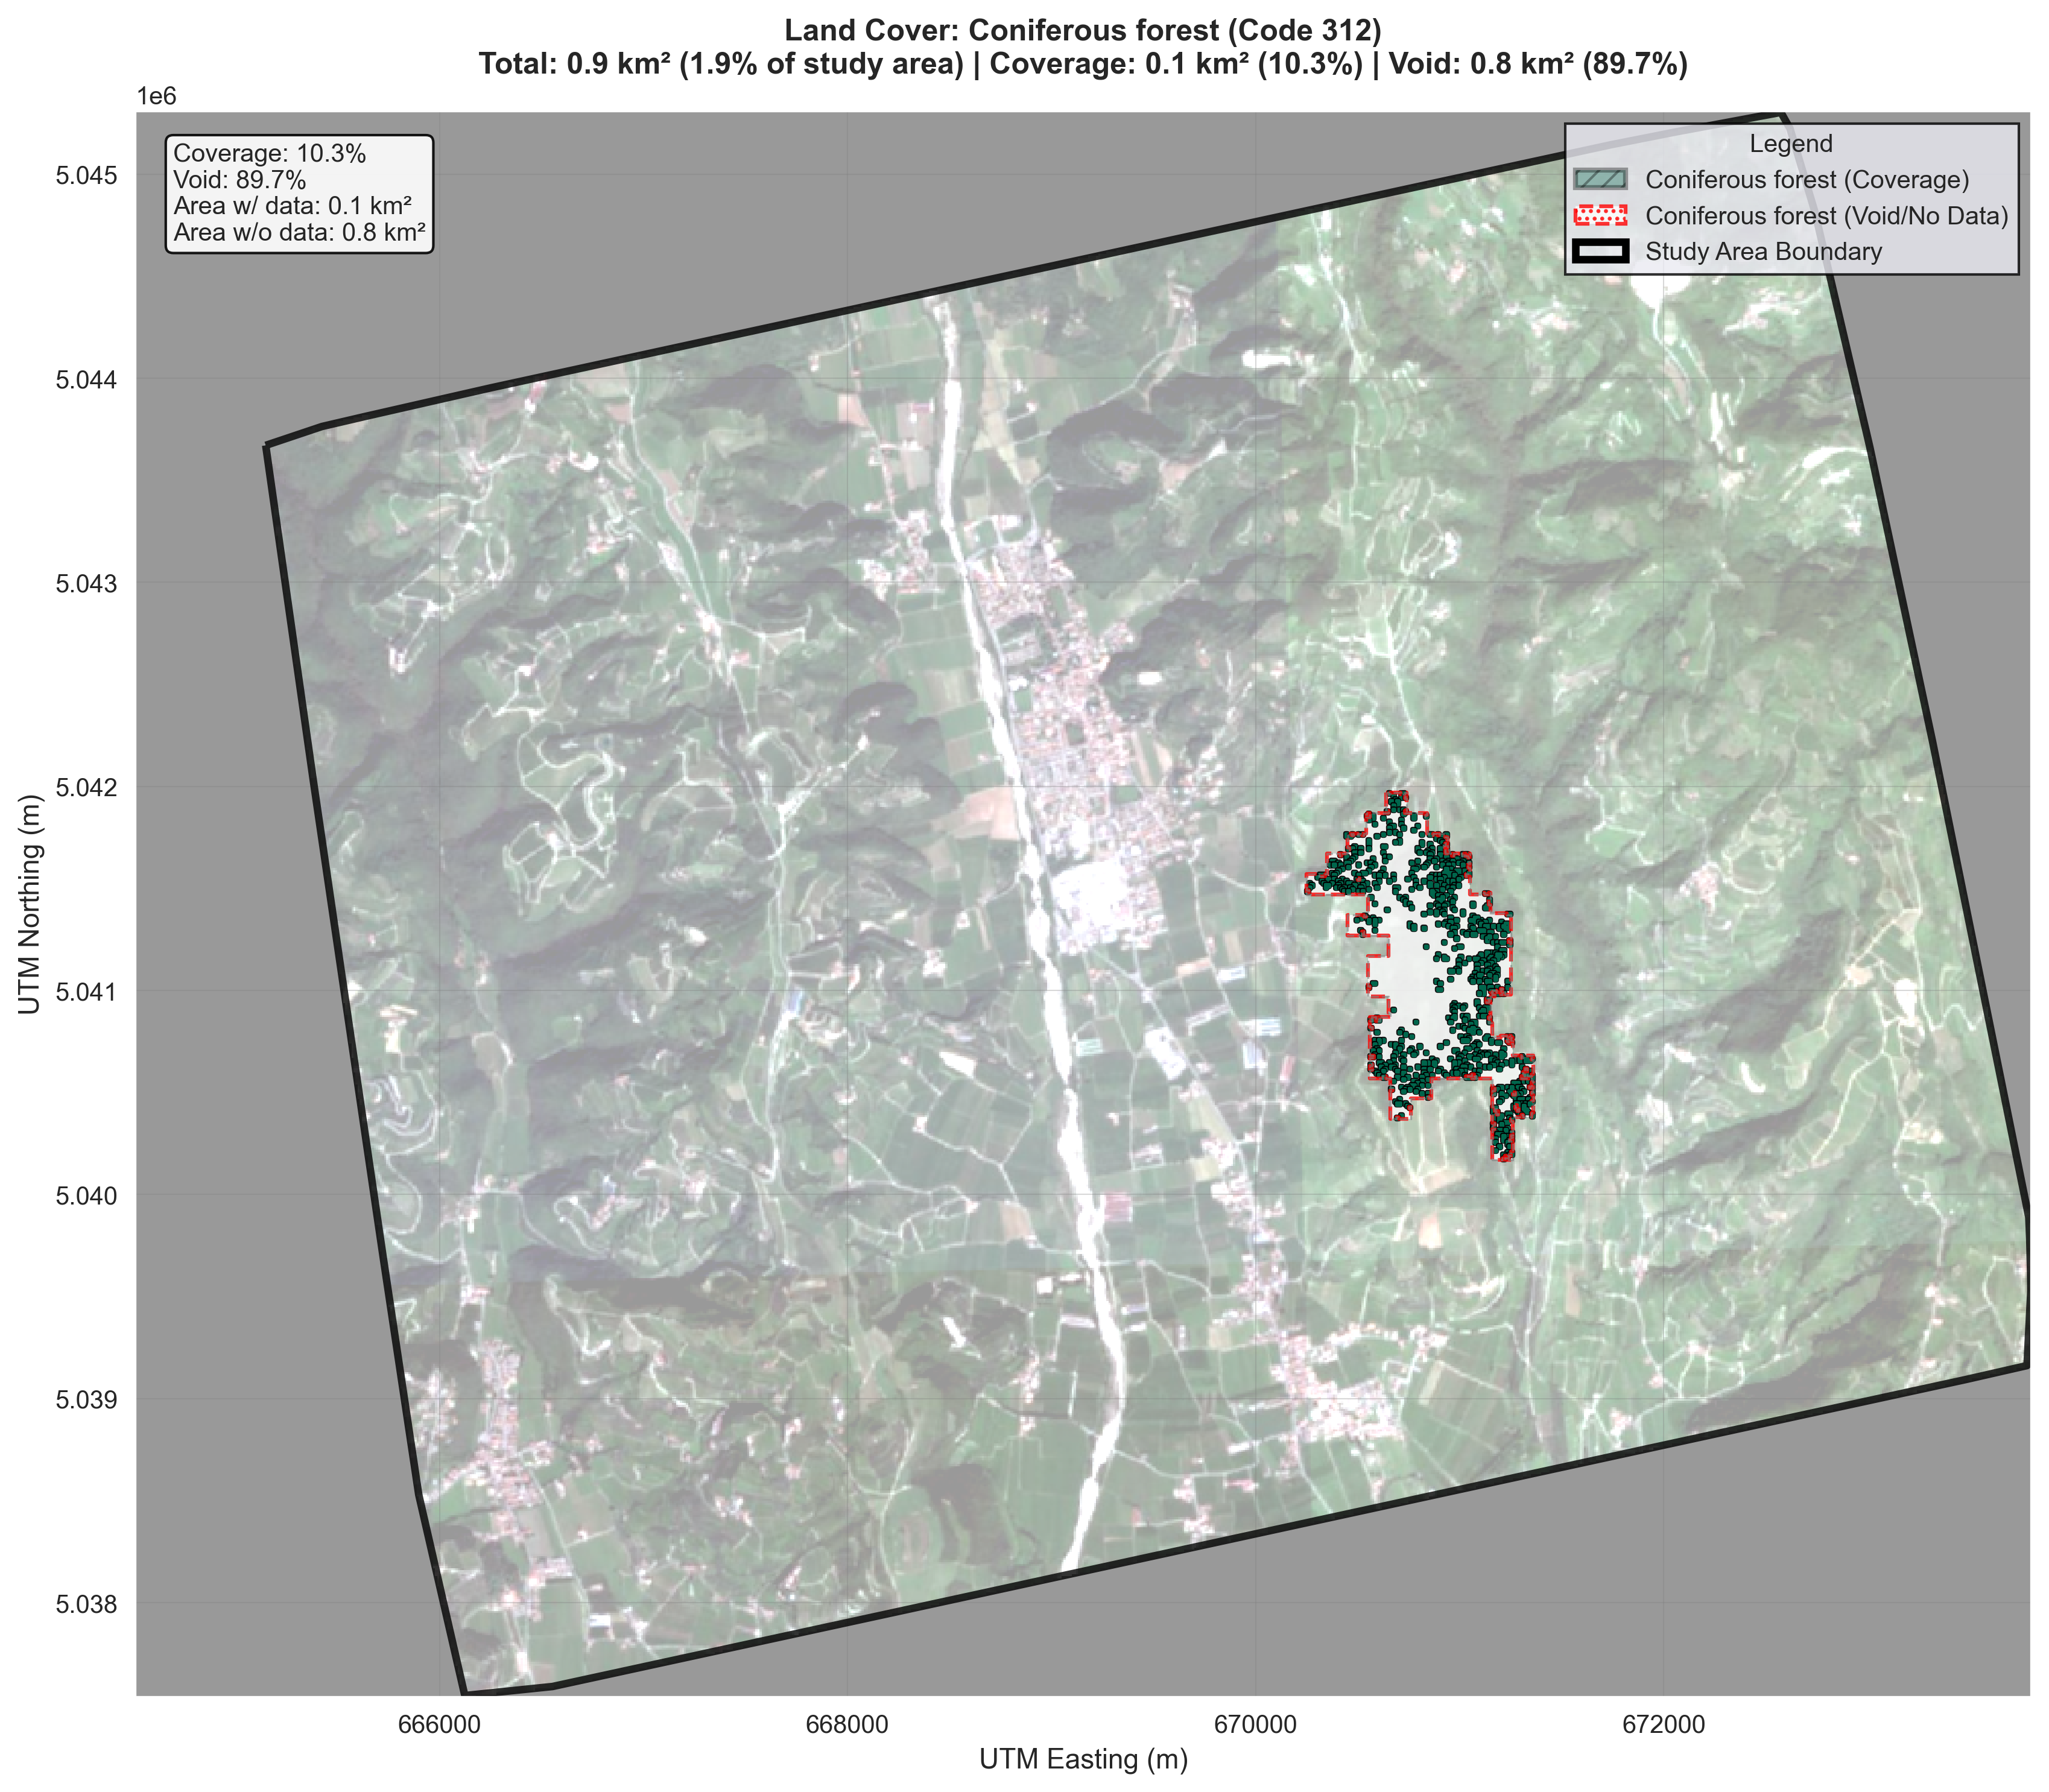 Land Cover: Coniferous forest (Code 312)
Total: 0.9 km² (1.9% of study area) | Coverage: 0.1 km² (10.3%) | Void: 0.8 km² (89.7%)
1e6
Coverage: 10.3%
Void: 89.7%
Area w/ data: 0.1 km²
Area w/o data: 0.8 km²
Legend
Coniferous forest (Coverage)
Coniferous forest (Void/No Data)
Study Area Boundary
5.045
5.044
5.043
5.042
5.041
5.040
5.039
5.038
UTM Northing (m)
666000
668000
670000
672000
UTM Easting (m)